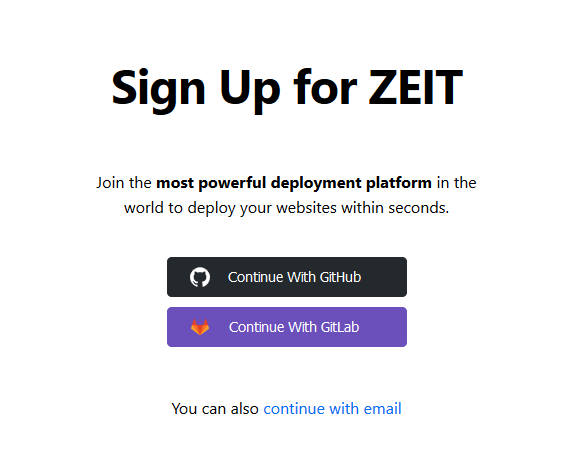 Sign Up for ZEIT
Join the most powerful deployment platform in the
world to deploy your websites within seconds.
Continue With GitHub
Continue With GitLab
You can also continue with email